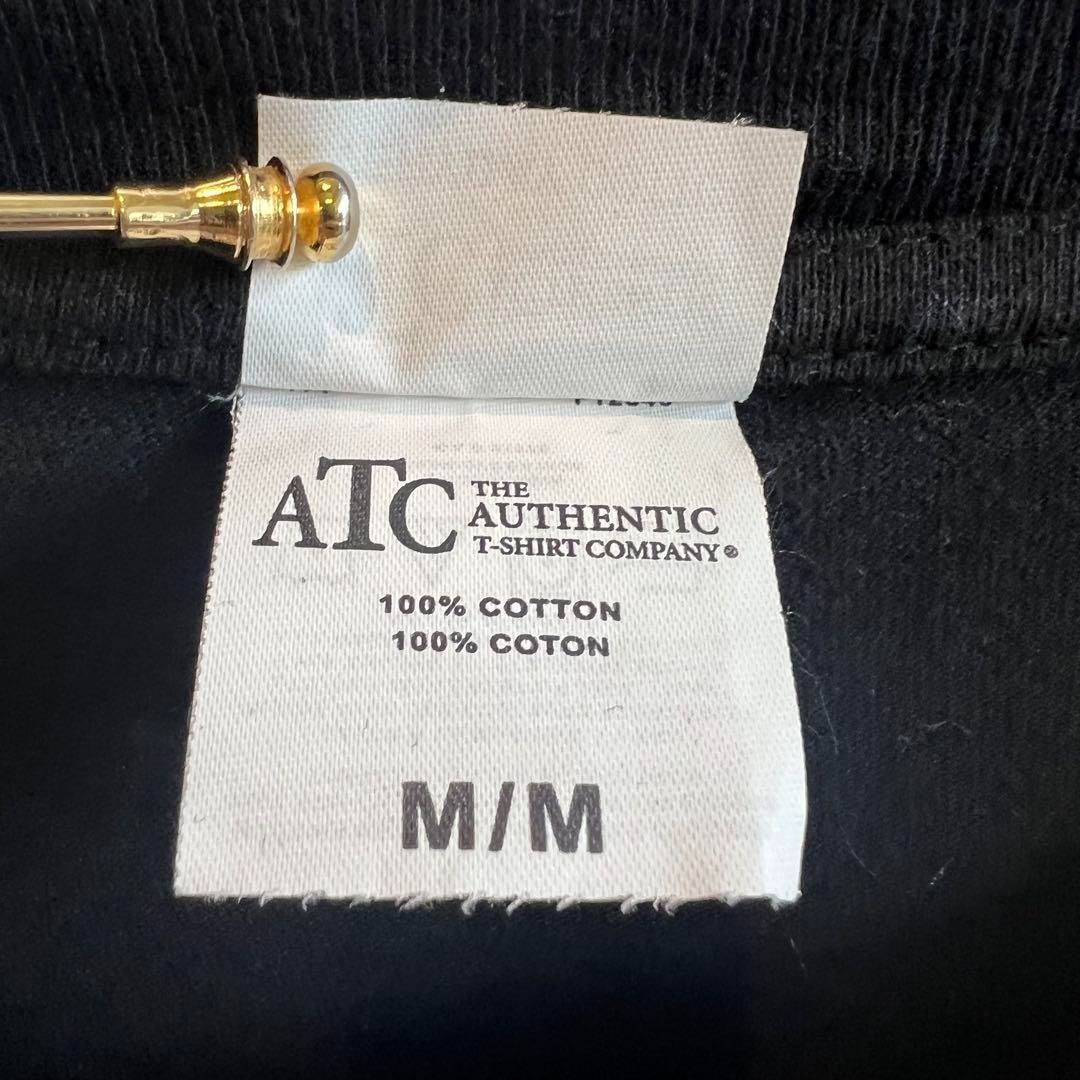 ATC THE
AUTHENTIC
T-SHIRT COMPANY®
100% COTTON
100% COTON
M/M